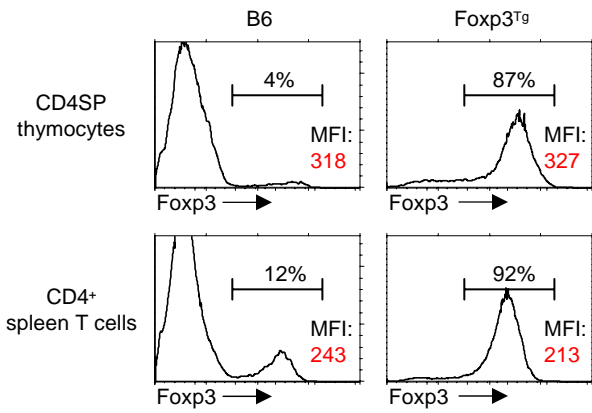 B6 Foxp3ᵀᵍ
CD4SP
thymocytes
4%
MFI:
318
Foxp3
87%
MFI:
327
Foxp3
CD4⁺
spleen T cells
12%
MFI:
243
Foxp3
92%
MFI:
213
Foxp3